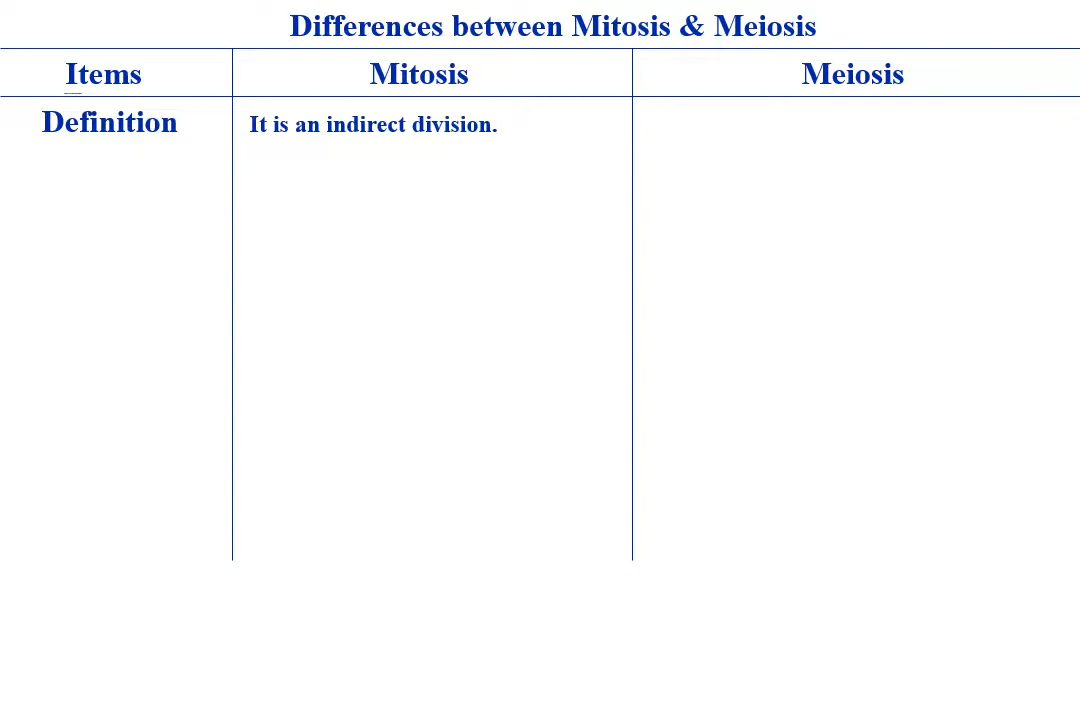 Differences between Mitosis & Meiosis
Items Mitosis Meiosis
Definition It is an indirect division.